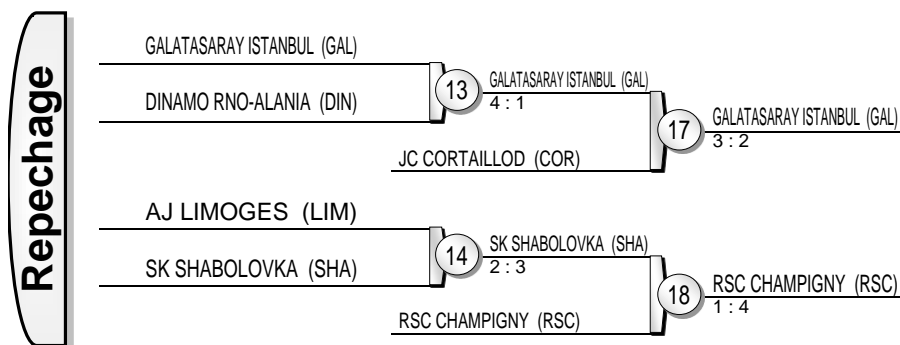 Repechage
GALATASARAY ISTANBUL (GAL)
DINAMO RNO-ALANIA (DIN)
13
GALATASARAY ISTANBUL (GAL)
4 : 1
JC CORTAILLOD (COR)
17
GALATASARAY ISTANBUL (GAL)
3 : 2
AJ LIMOGES (LIM)
SK SHABOLOVKA (SHA)
14
SK SHABOLOVKA (SHA)
2 : 3
RSC CHAMPIGNY (RSC)
18
RSC CHAMPIGNY (RSC)
1 : 4